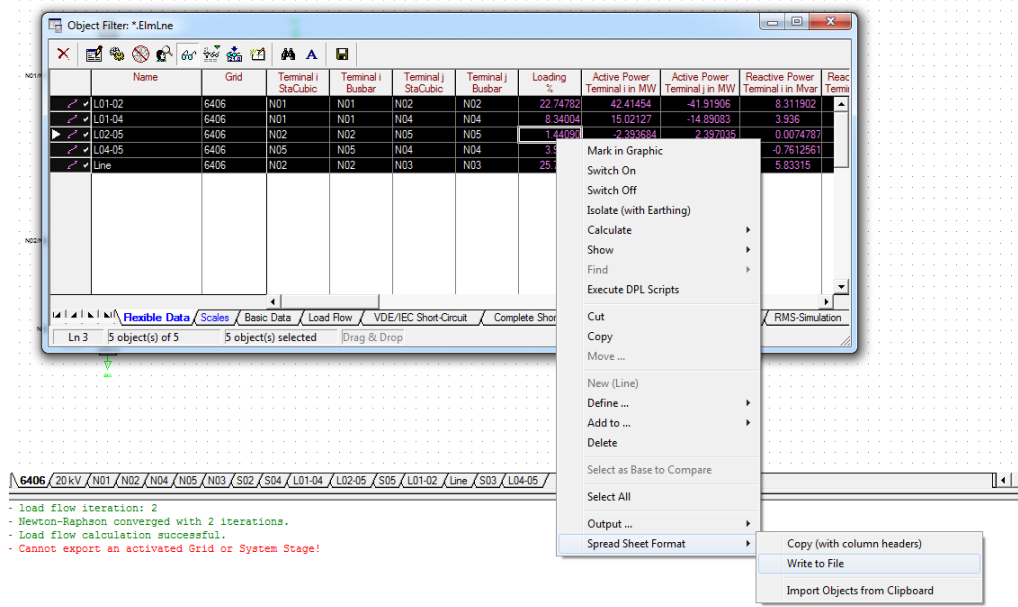 Object Filter: *.ElmLne
Name Grid Terminal i StaCubic Terminal i Busbar Terminal j StaCubic Terminal j Busbar Loading % Active Power Terminal i in MW Active Power Terminal j in MW Reactive Power Terminal i in Mvar Reac Termi
L01-02 6406 N01 N01 N02 N02 22.74782 42.41454 -41.91906 8.311902
L01-04 6406 N01 N01 N04 N04 8.34004 15.02127 -14.89083 3.936
L02-05 6406 N02 N02 N05 N05 1.44090 -2.393684 2.397035 0.0074787
L04-05 6406 N05 N05 N04 N04 3.9 -0.7612561
Line 6406 N02 N02 N03 N03 25.7 5.83315
Mark in Graphic
Switch On
Switch Off
Isolate (with Earthing)
Calculate
Show
Find
Execute DPL Scripts
Cut
Copy
Move ...
New (Line)
Define ...
Add to ...
Delete
Select as Base to Compare
Select All
Output ...
Spread Sheet Format
Copy (with column headers)
Write to File
Import Objects from Clipboard
Flexible Data Scales Basic Data Load Flow VDE/IEC Short-Circuit Complete Shor RMS-Simulation
Ln 3 5 object(s) of 5 5 object(s) selected Drag & Drop
6406 20 kV N01 N02 N04 N05 N03 S02 S04 L01-04 L02-05 S05 L01-02 Line S03 L04-05
- load flow iteration: 2
- Newton-Raphson converged with 2 iterations.
- Load flow calculation successful.
- Cannot export an activated Grid or System Stage!